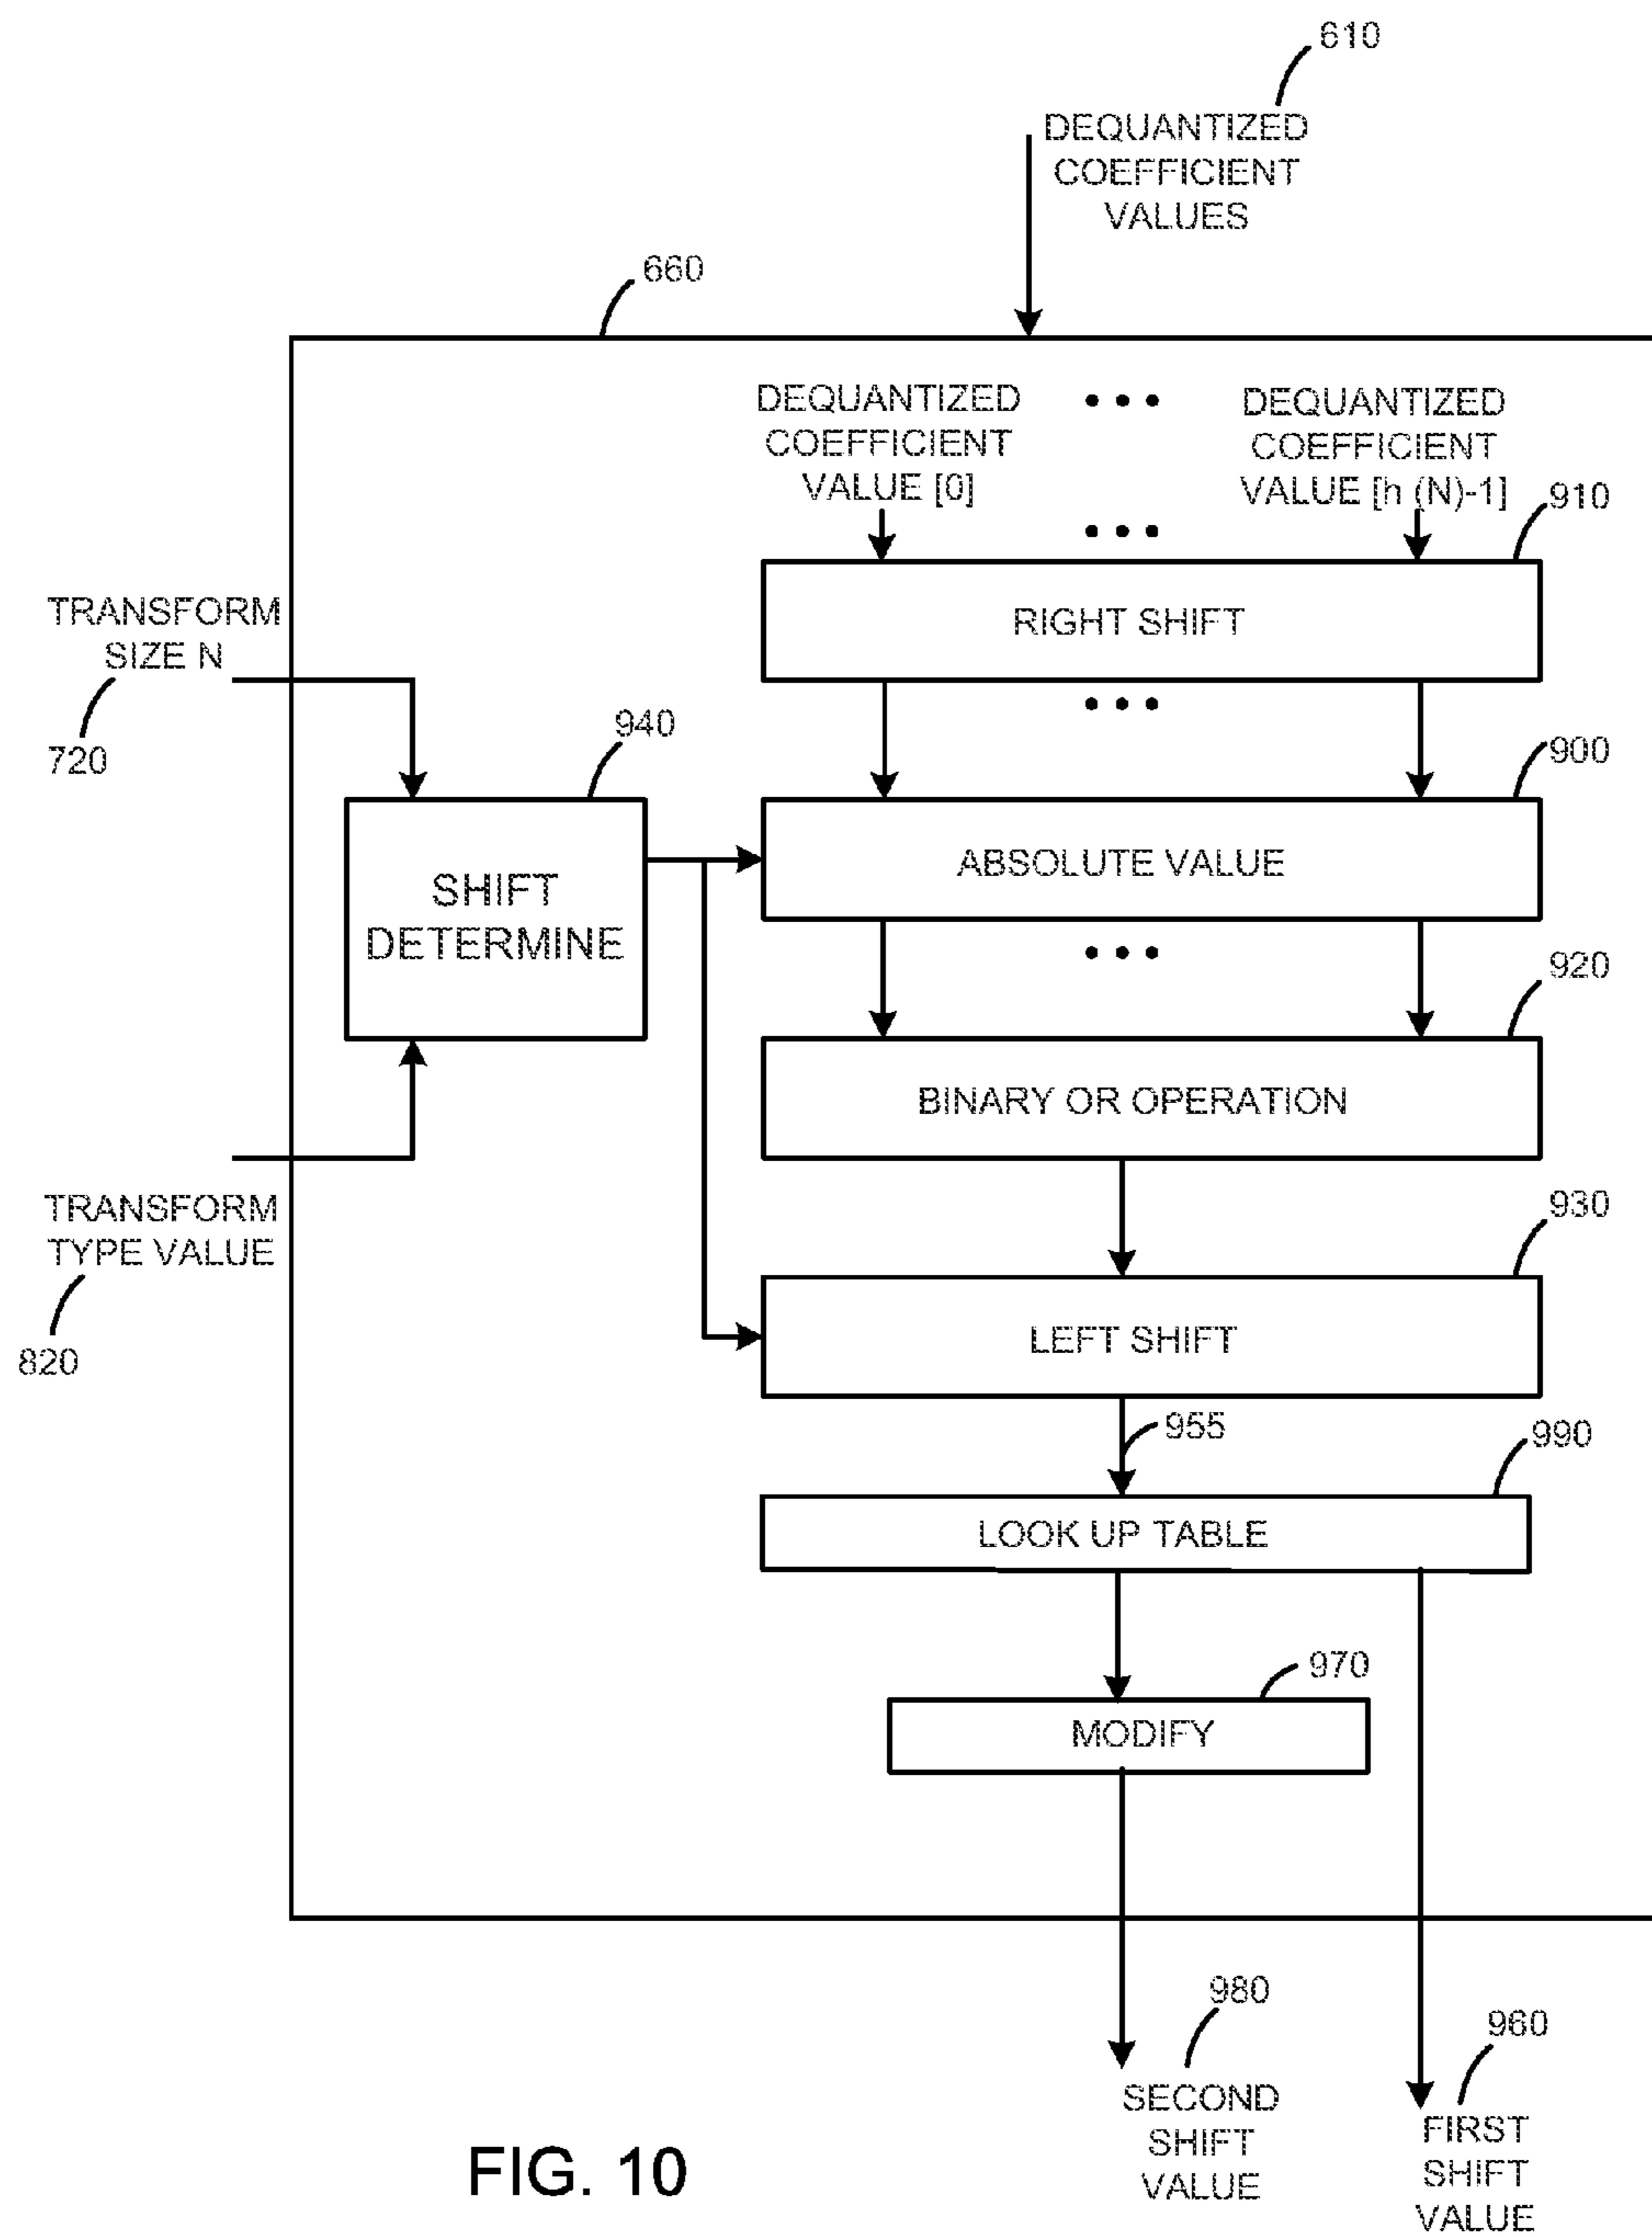 610
DEQUANTIZED
COEFFICIENT
VALUES
660
DEQUANTIZED
COEFFICIENT
VALUE [0]
• • •
DEQUANTIZED
COEFFICIENT
VALUE [h (N)-1]
910
• • •
RIGHT SHIFT
TRANSFORM
SIZE N
720
• • •
940
900
SHIFT
DETERMINE
ABSOLUTE VALUE
• • •
920
BINARY OR OPERATION
TRANSFORM
TYPE VALUE
820
930
LEFT SHIFT
955
990
LOOK UP TABLE
970
MODIFY
980
SECOND
SHIFT
VALUE
960
FIRST
SHIFT
VALUE
FIG. 10